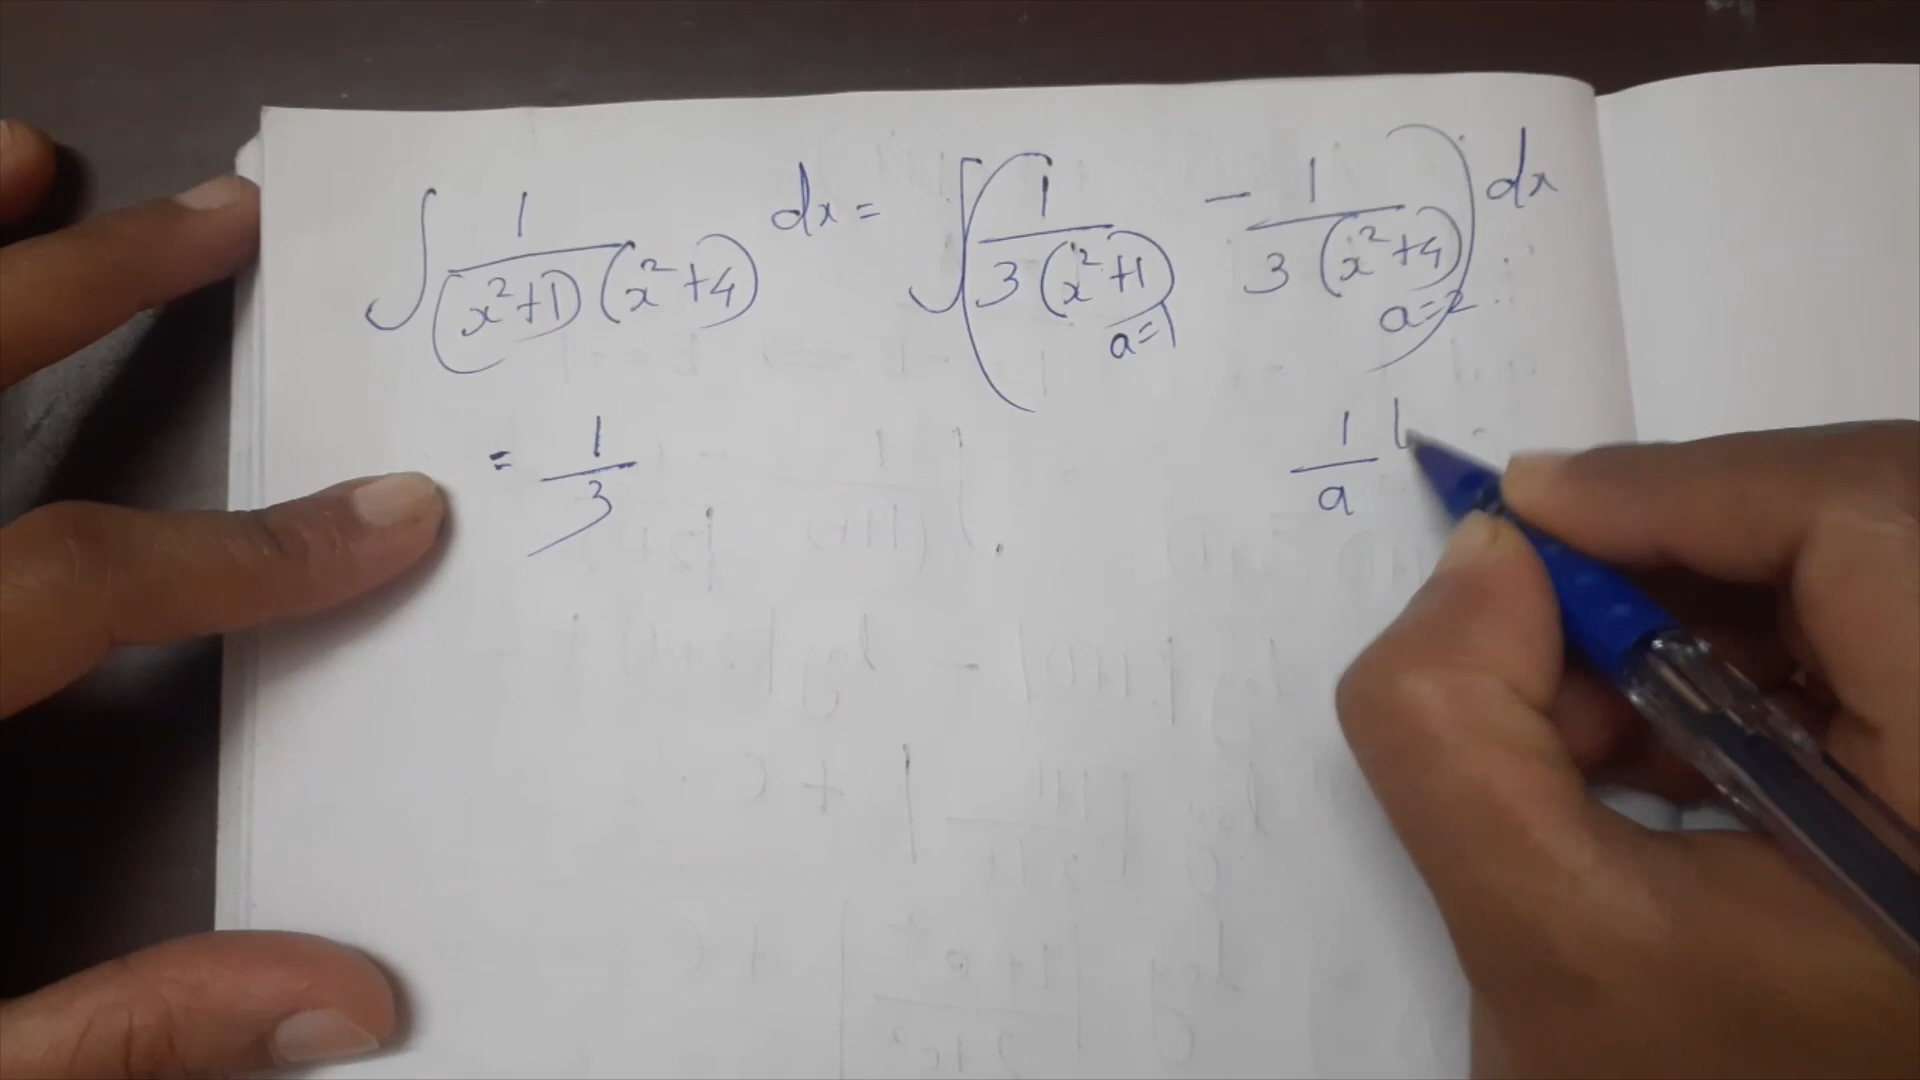 ∫ 1/((x²+1)(x²+4)) dx = ∫ (1/(3(x²+1)) - 1/(3(x²+4))) dx
a=1 a=2
= 1/3 1/a